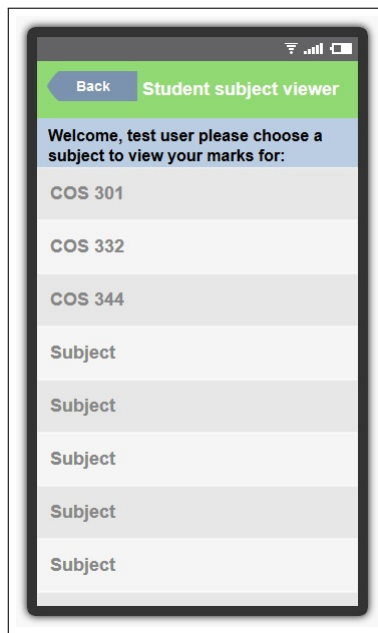 Back
Student subject viewer
Welcome, test user please choose a
subject to view your marks for:
COS 301
COS 332
COS 344
Subject
Subject
Subject
Subject
Subject